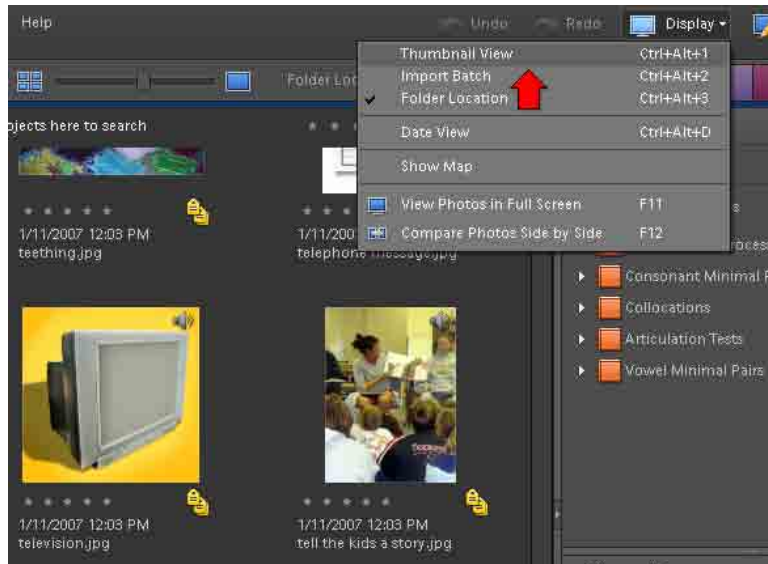 Help
Undo
Redo
Display
Thumbnail View Ctrl+Alt+1
Import Batch Ctrl+Alt+2
Folder Location Ctrl+Alt+3
Date View Ctrl+Alt+D
Show Map
View Photos in Full Screen F11
Compare Photos Side by Side F12
Folder Loc
ojects here to search
1/11/2007 12:03 PM
teething.jpg
1/11/200
telephone message.jpg
Consonant Minimal P
Collocations
Articulation Tests
Vowel Minimal Pairs
1/11/2007 12:03 PM
television.jpg
1/11/2007 12:03 PM
tell the kids a story.jpg